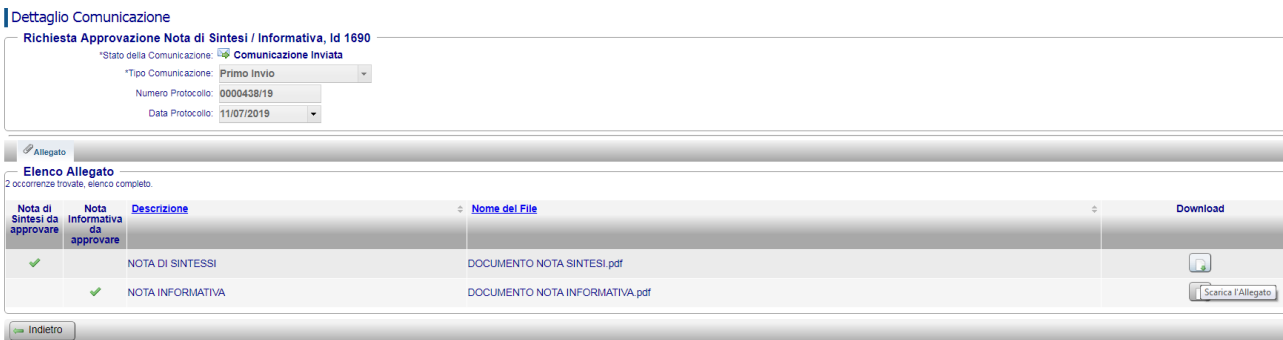 Dettaglio Comunicazione
Richiesta Approvazione Nota di Sintesi / Informativa, Id 1690
*Stato della Comunicazione: Comunicazione Inviata
*Tipo Comunicazione: Primo Invio
Numero Protocollo: 0000438/19
Data Protocollo: 11/07/2019
Allegato
Elenco Allegato
2 occorrenze trovate, elenco completo.
Nota di Sintesi da approvare Nota Informativa da approvare Descrizione Nome del File Download
NOTA DI SINTESSI DOCUMENTO NOTA SINTESI.pdf
NOTA INFORMATIVA DOCUMENTO NOTA INFORMATIVA.pdf Scarica l'Allegato
Indietro